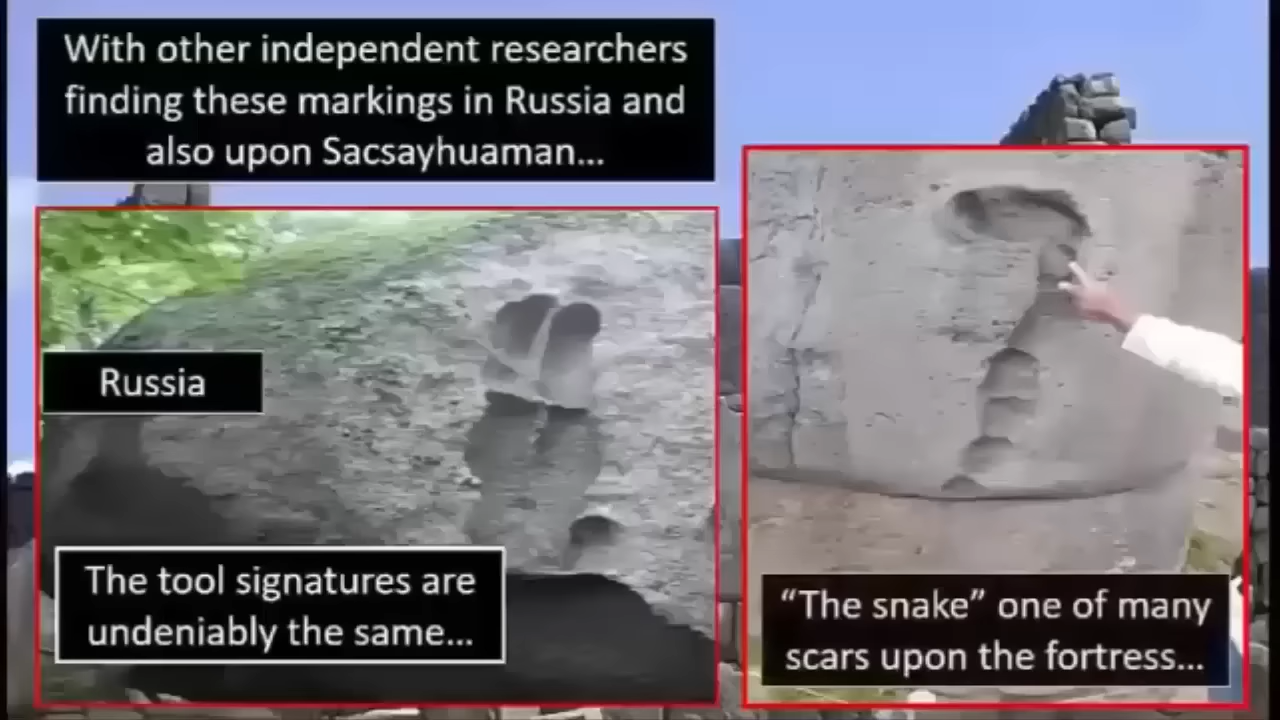 With other independent researchers
finding these markings in Russia and
also upon Sacsayhuaman...
Russia
The tool signatures are
undeniably the same...
“The snake” one of many
scars upon the fortress...